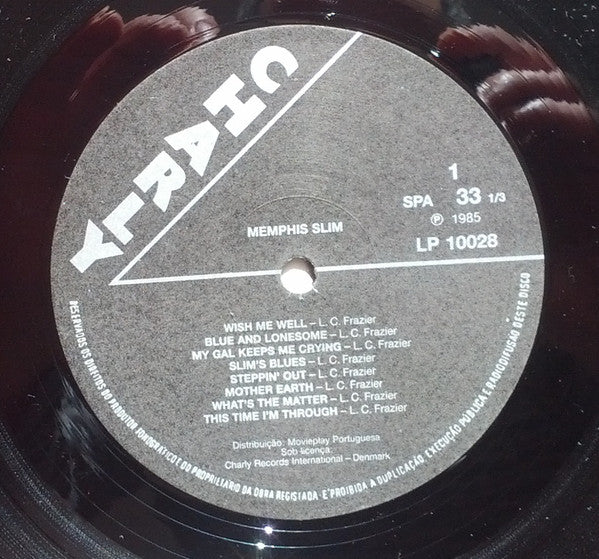 CHARLY
1
SPA 33 1/3
℗ 1985
LP 10028
MEMPHIS SLIM
WISH ME WELL – L. C. Frazier
BLUE AND LONESOME – L. C. Frazier
MY GAL KEEPS ME CRYING – L. C. Frazier
SLIM'S BLUES – L. C. Frazier
STEPPIN' OUT – L. C. Frazier
MOTHER EARTH – L. C. Frazier
WHAT'S THE MATTER – L. C. Frazier
THIS TIME I'M THROUGH – L. C. Frazier
Distribuição: Movieplay Portuguesa
Sob licença:
Charly Records International – Denmark
RESERVADOS OS DIREITOS DO PRODUTOR FONOGRÁFICO E DO PROPRIETÁRIO DA OBRA REGISTADA · É PROIBIDA A DUPLICAÇÃO, EXECUÇÃO PÚBLICA E RADIODIFUSÃO DESTE DISCO